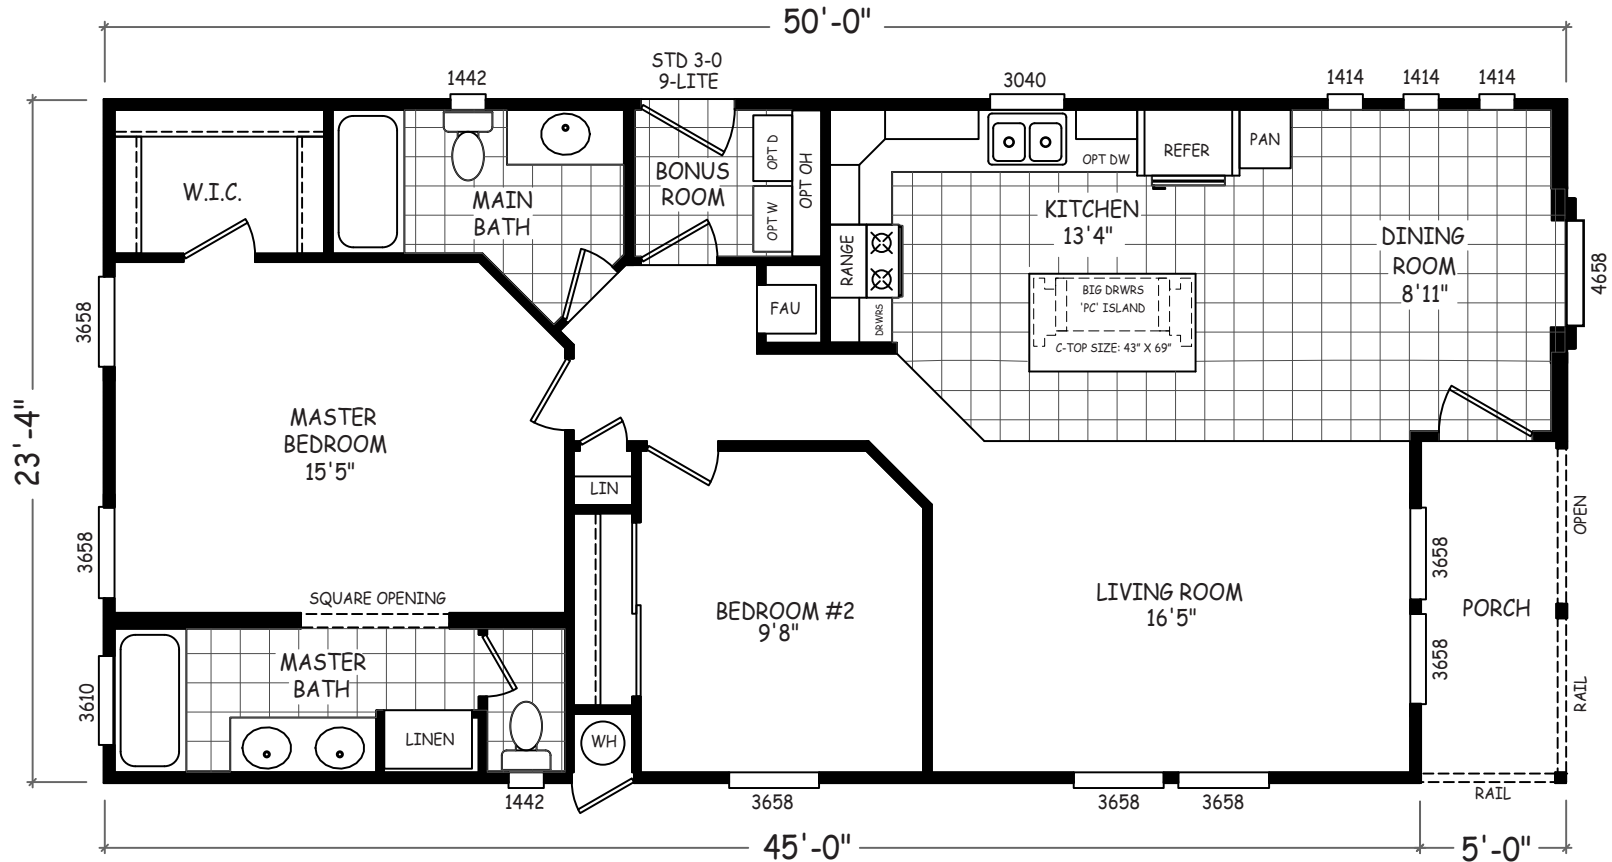 50'-0"
STD 3-0
9-LITE
1442
3040
1414
1414
1414
W.I.C.
MAIN
BATH
BONUS
ROOM
OPT D
OPT W
OPT OH
OPT DW
REFER
PAN
KITCHEN
13'4"
DINING
ROOM
8'11"
RANGE
DRWRS
BIG DRWRS
'PC' ISLAND
C-TOP SIZE: 43" X 69"
FAU
3658
4658
23'-4"
MASTER
BEDROOM
15'5"
LIN
3658
SQUARE OPENING
BEDROOM #2
9'8"
LIVING ROOM
16'5"
3658
3658
PORCH
OPEN
RAIL
MASTER
BATH
3610
LINEN
WH
1442
3658
3658
3658
RAIL
45'-0"
5'-0"